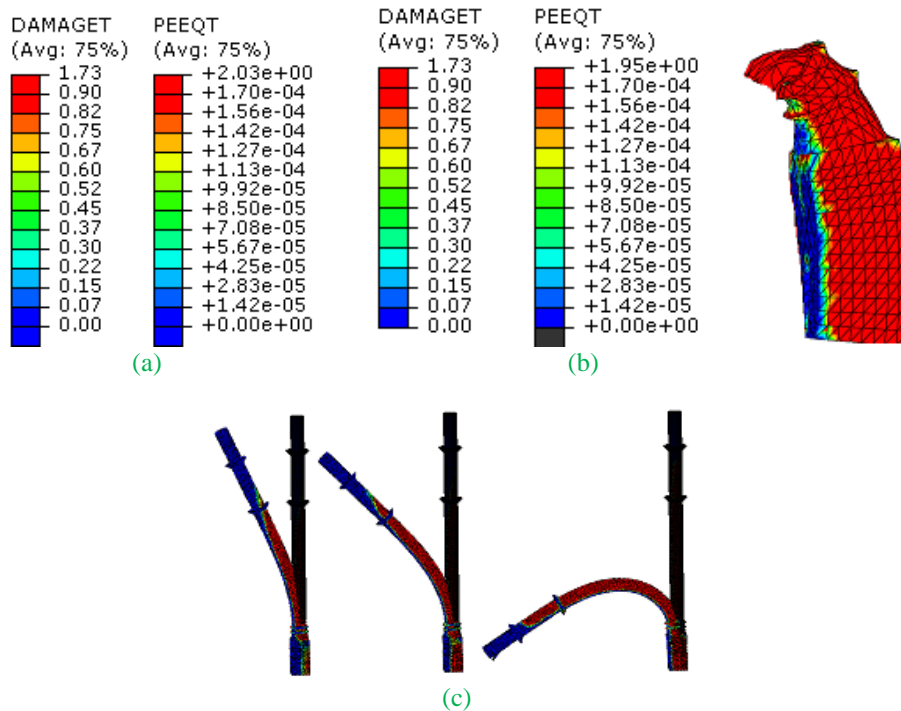 DAMAGET
(Avg: 75%)
1.73
0.90
0.82
0.75
0.67
0.60
0.52
0.45
0.37
0.30
0.22
0.15
0.07
0.00
PEEQT
(Avg: 75%)
+2.03e+00
+1.70e-04
+1.56e-04
+1.42e-04
+1.27e-04
+1.13e-04
+9.92e-05
+8.50e-05
+7.08e-05
+5.67e-05
+4.25e-05
+2.83e-05
+1.42e-05
+0.00e+00
(a)
DAMAGET
(Avg: 75%)
1.73
0.90
0.82
0.75
0.67
0.60
0.52
0.45
0.37
0.30
0.22
0.15
0.07
0.00
PEEQT
(Avg: 75%)
+1.95e+00
+1.70e-04
+1.56e-04
+1.42e-04
+1.27e-04
+1.13e-04
+9.92e-05
+8.50e-05
+7.08e-05
+5.67e-05
+4.25e-05
+2.83e-05
+1.42e-05
+0.00e+00
(b)
(c)